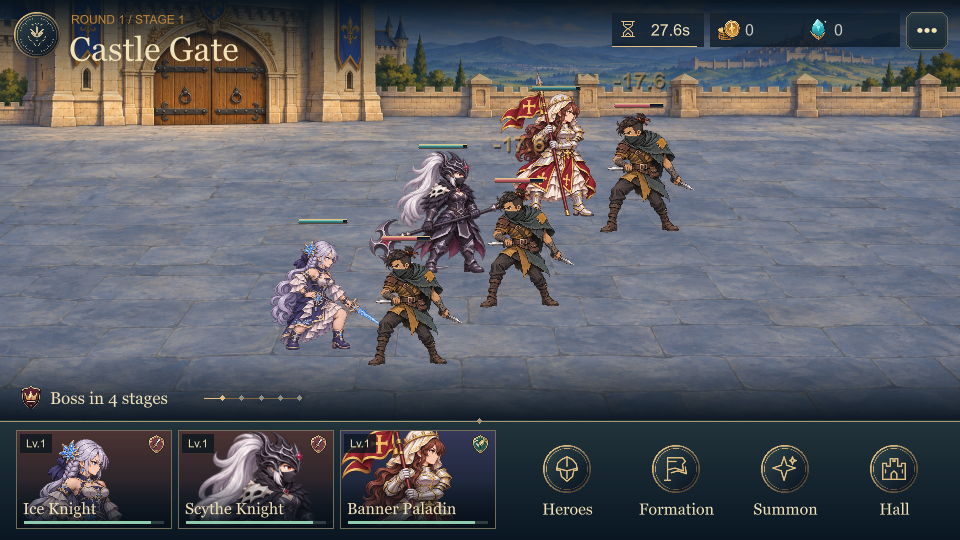 ROUND 1 / STAGE 1
Castle Gate
27.6s
0
0
-17.6
-17.6
Boss in 4 stages
Lv.1
Ice Knight
Lv.1
Scythe Knight
Lv.1
Banner Paladin
Heroes
Formation
Summon
Hall